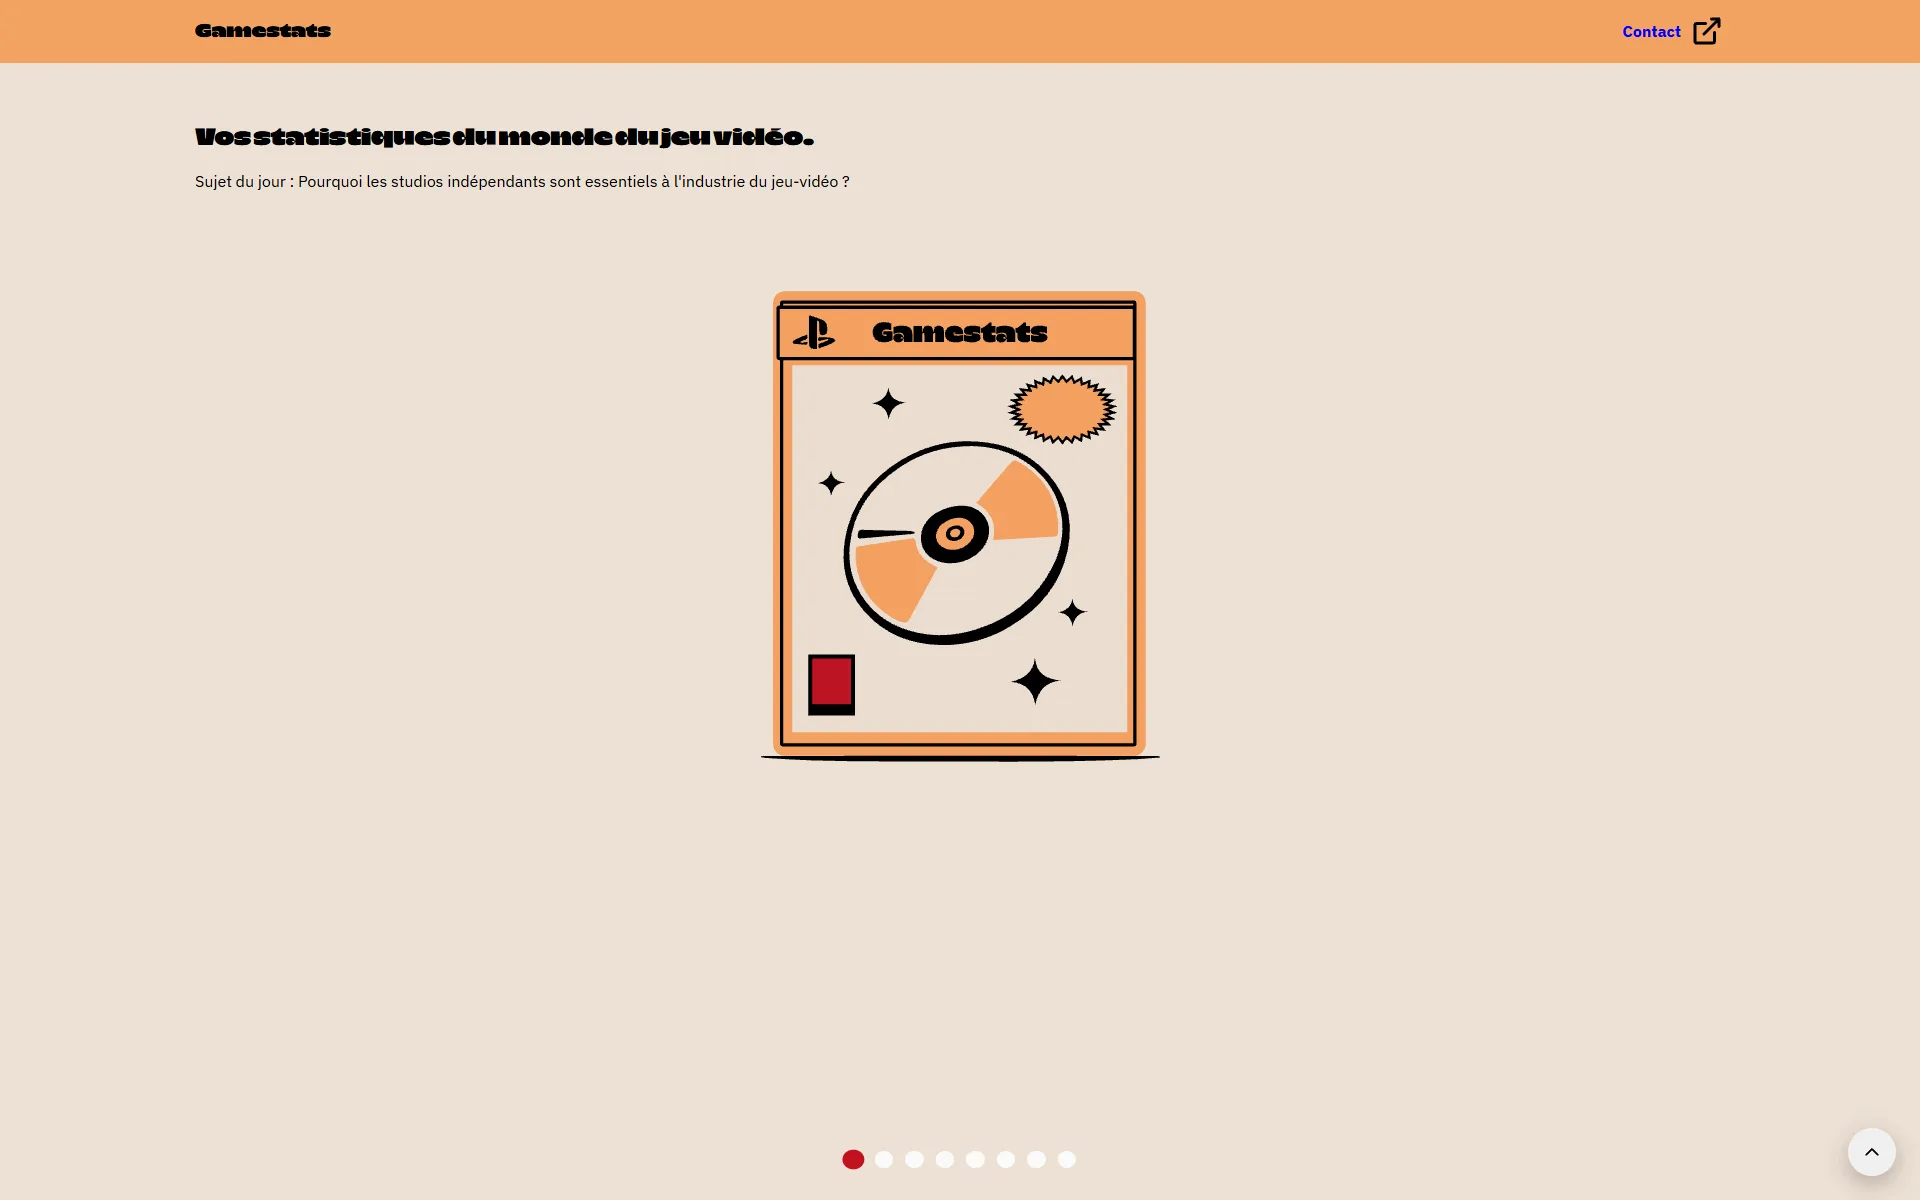 Gamestats
Contact
Vos statistiques du monde du jeu vidéo.
Sujet du jour : Pourquoi les studios indépendants sont essentiels à l'industrie du jeu-vidéo ?
Gamestats